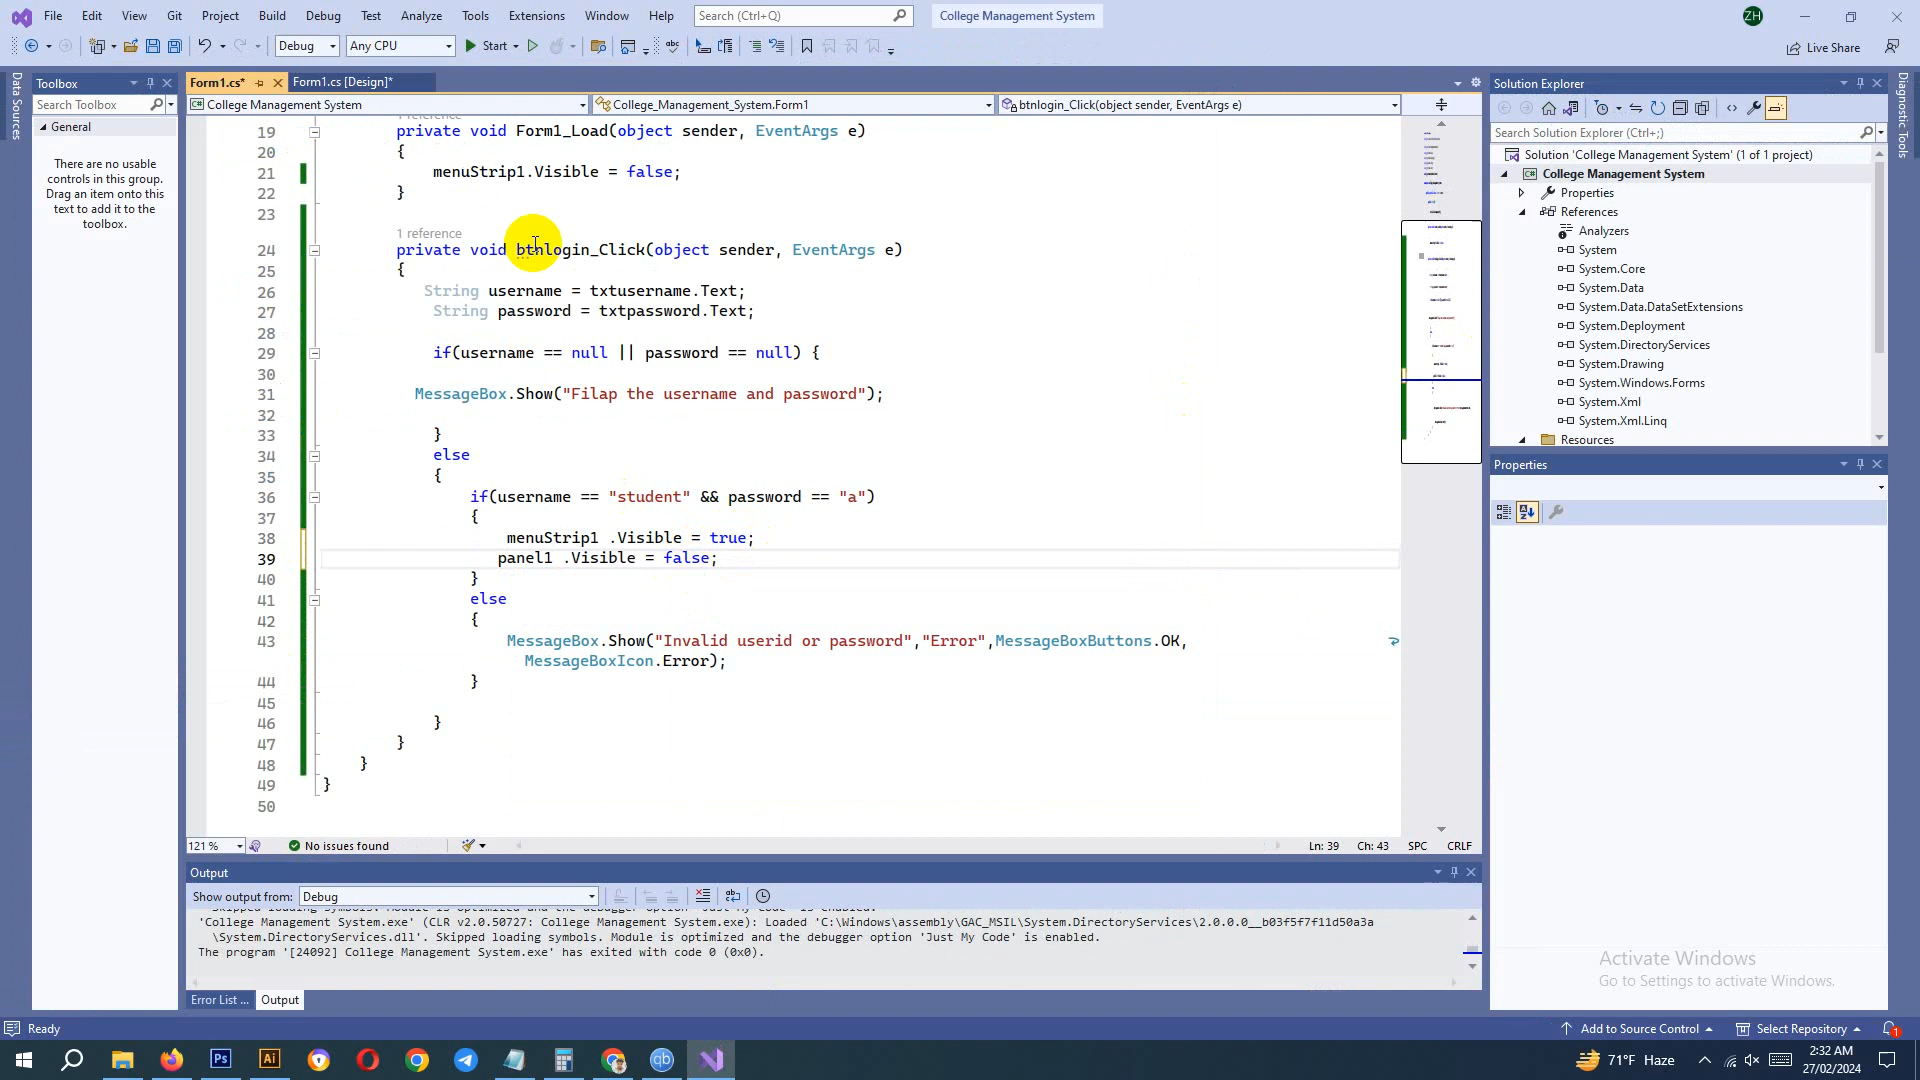 File Edit View Git Project Build Debug Test Analyze Tools Extensions Window Help Search (Ctrl+Q) College Management System ZH
Debug Any CPU Start Live Share
Data Sources
Toolbox
Search Toolbox
General
There are no usable
controls in this group.
Drag an item onto this
text to add it to the
toolbox.
Form1.cs* Form1.cs [Design]*
College Management System College_Management_System.Form1 btnlogin_Click(object sender, EventArgs e)
19 private void Form1_Load(object sender, EventArgs e)
20 {
21 menuStrip1.Visible = false;
22 }
23
1 reference
24 private void btnlogin_Click(object sender, EventArgs e)
25 {
26 String username = txtusername.Text;
27 String password = txtpassword.Text;
28
29 if(username == null || password == null) {
30
31 MessageBox.Show("Filap the username and password");
32
33 }
34 else
35 {
36 if(username == "student" && password == "a")
37 {
38 menuStrip1 .Visible = true;
39 panel1 .Visible = false;
40 }
41 else
42 {
43 MessageBox.Show("Invalid userid or password","Error",MessageBoxButtons.OK,
MessageBoxIcon.Error);
44 }
45
46 }
47 }
48 }
49 }
50
121 % No issues found Ln: 39 Ch: 43 SPC CRLF
Output
Show output from: Debug
'College Management System.exe' (CLR v2.0.50727: College Management System.exe): Loaded 'C:\Windows\assembly\GAC_MSIL\System.DirectoryServices\2.0.0.0__b03f5f7f11d50a3a
\System.DirectoryServices.dll'. Skipped loading symbols. Module is optimized and the debugger option 'Just My Code' is enabled.
The program '[24092] College Management System.exe' has exited with code 0 (0x0).
Error List ... Output
Solution Explorer
Search Solution Explorer (Ctrl+;)
Solution 'College Management System' (1 of 1 project)
College Management System
Properties
References
Analyzers
System
System.Core
System.Data
System.Data.DataSetExtensions
System.Deployment
System.DirectoryServices
System.Drawing
System.Windows.Forms
System.Xml
System.Xml.Linq
Resources
Properties
Diagnostic Tools
Activate Windows
Go to Settings to activate Windows.
Ready Add to Source Control Select Repository 1
Ps Ai qb 71°F Haze 2:32 AM
27/02/2024